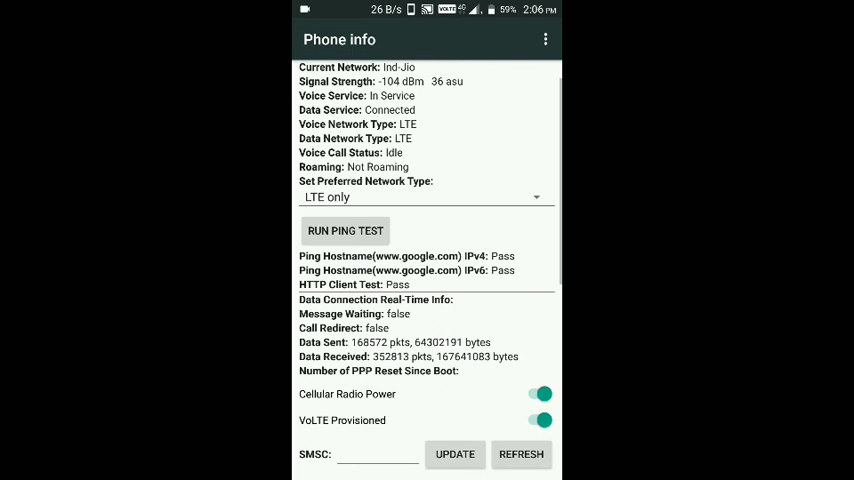 26 B/s VOLTE 4G 59% 2:06 PM
Phone info
Current Network: Ind-Jio
Signal Strength: -104 dBm 36 asu
Voice Service: In Service
Data Service: Connected
Voice Network Type: LTE
Data Network Type: LTE
Voice Call Status: Idle
Roaming: Not Roaming
Set Preferred Network Type:
LTE only
RUN PING TEST
Ping Hostname(www.google.com) IPv4: Pass
Ping Hostname(www.google.com) IPv6: Pass
HTTP Client Test: Pass
Data Connection Real-Time Info:
Message Waiting: false
Call Redirect: false
Data Sent: 168572 pkts, 64302191 bytes
Data Received: 352813 pkts, 167641083 bytes
Number of PPP Reset Since Boot:
Cellular Radio Power
VoLTE Provisioned
SMSC: UPDATE REFRESH